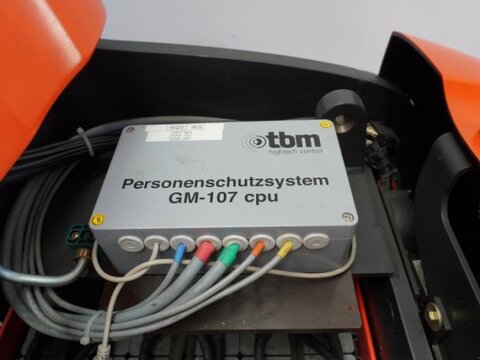 tbm
hightech control
Personenschutzsystem
GM-107 cpu